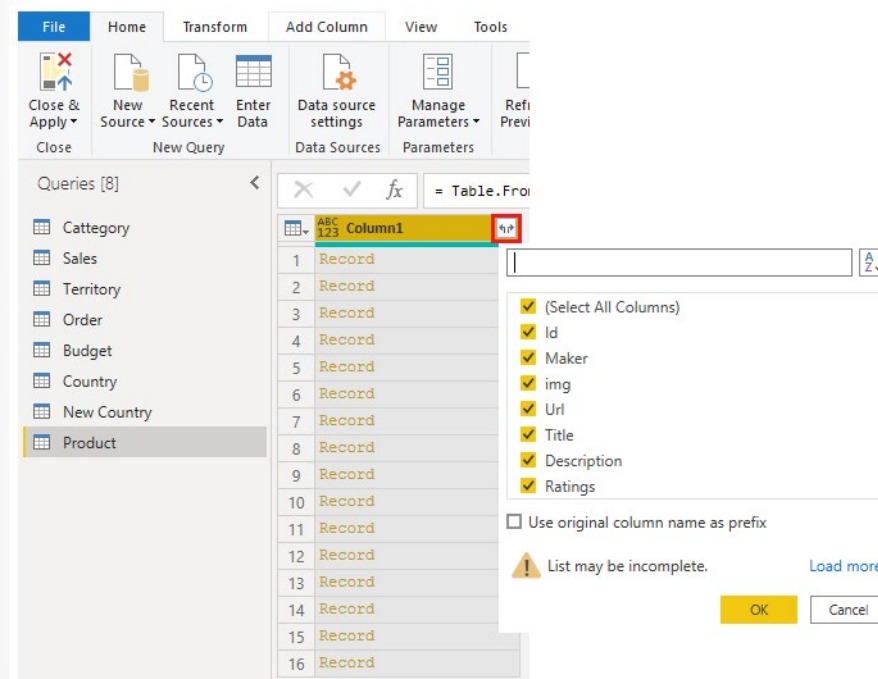 File Home Transform Add Column View Tools
Close & New Recent Enter Data source Manage
Apply Source Sources Data settings Parameters
Close New Query Data Sources Parameters
Queries [8]
fx = Table.Fro
Cattegory
Sales
Territory
Order
Budget
Country
New Country
Product
ABC 123 Column1
1 Record
2 Record
3 Record
4 Record
5 Record
6 Record
7 Record
8 Record
9 Record
10 Record
11 Record
12 Record
13 Record
14 Record
15 Record
16 Record
A Z
(Select All Columns)
Id
Maker
img
Url
Title
Description
Ratings
Use original column name as prefix
List may be incomplete. Load more
OK Cancel